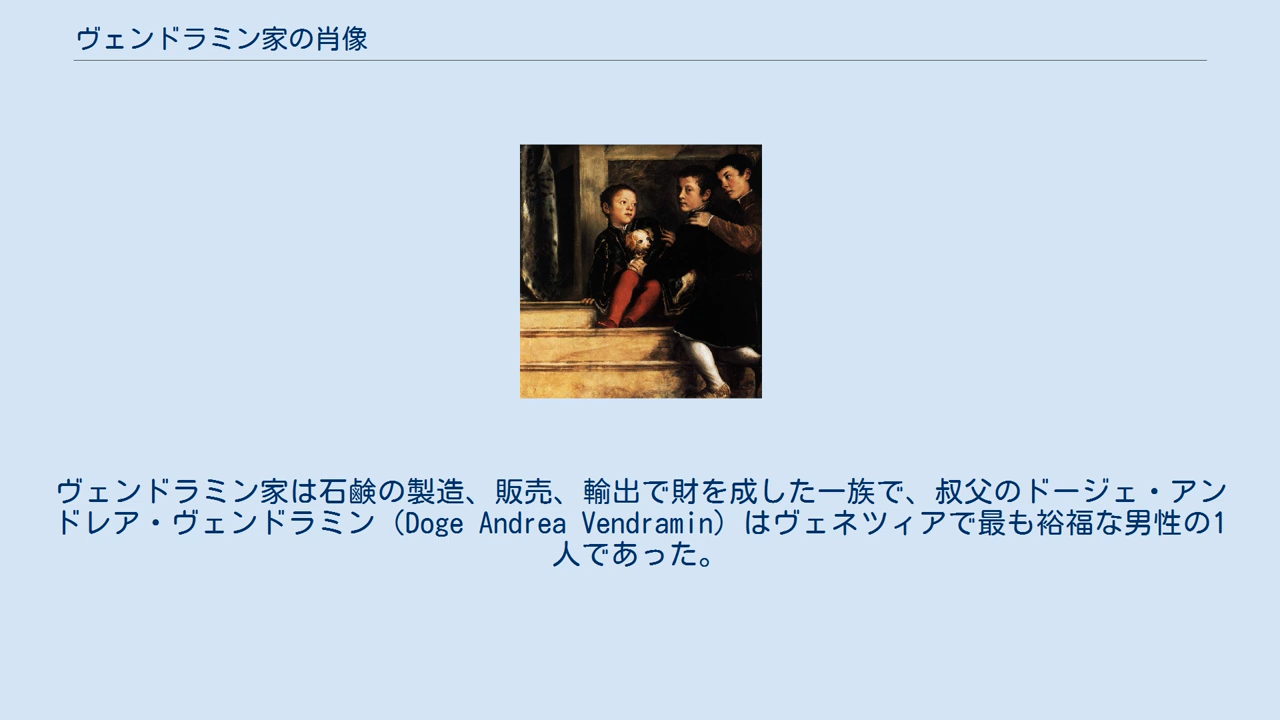 ヴェンドラミン家の肖像
ヴェンドラミン家は石鹸の製造、販売、輸出で財を成した一族で、叔父のドージェ・アン
ドレア・ヴェンドラミン（Doge Andrea Vendramin）はヴェネツィアで最も裕福な男性の1
人であった。